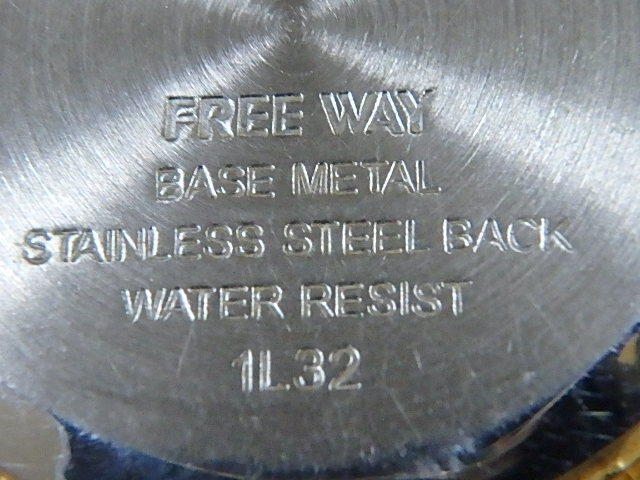 FREE WAY
BASE METAL
STAINLESS STEEL BACK
WATER RESIST
1L32